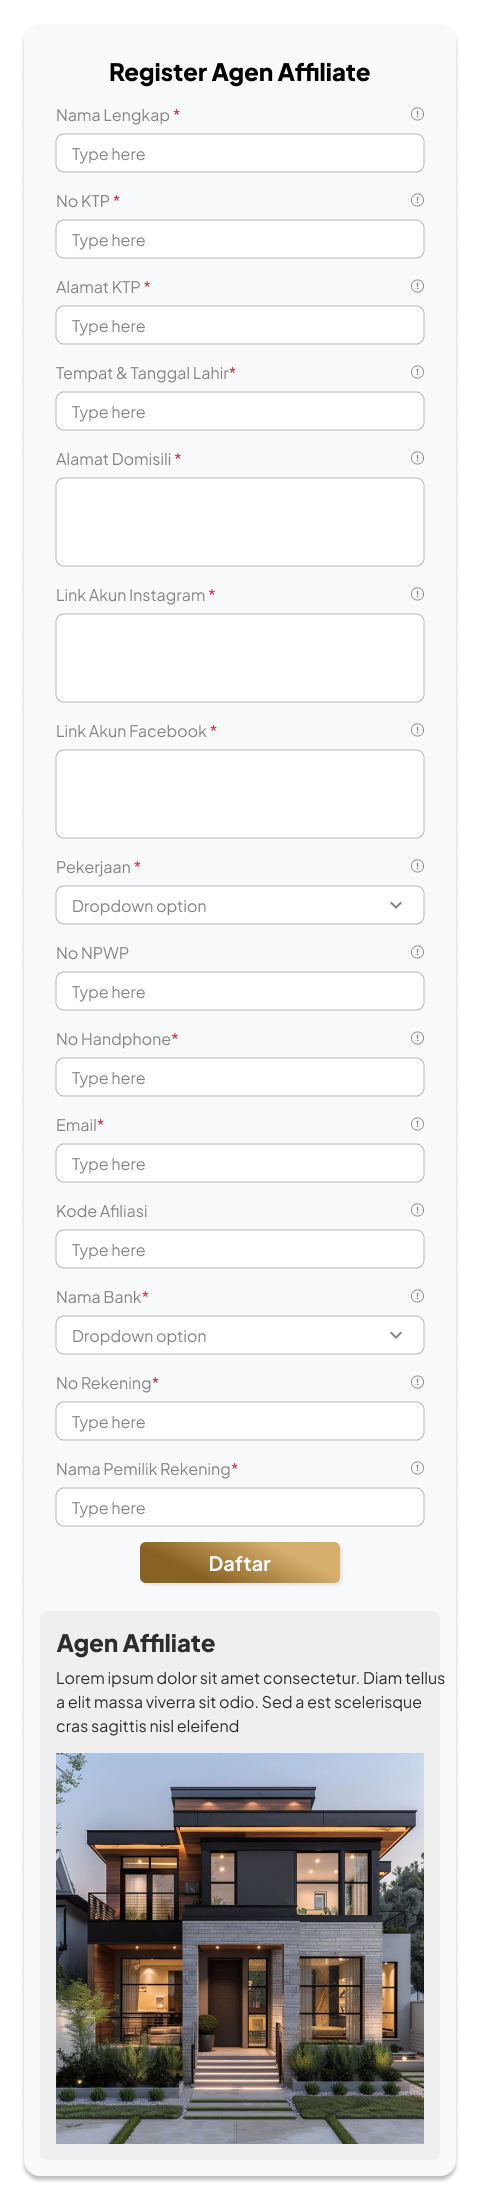 Register Agen Affiliate
Nama Lengkap *
Type here
No KTP *
Type here
Alamat KTP *
Type here
Tempat & Tanggal Lahir*
Type here
Alamat Domisili *
Link Akun Instagram *
Link Akun Facebook *
Pekerjaan *
Dropdown option
No NPWP
Type here
No Handphone*
Type here
Email*
Type here
Kode Afiliasi
Type here
Nama Bank*
Dropdown option
No Rekening*
Type here
Nama Pemilik Rekening*
Type here
Daftar
Agen Affiliate
Lorem ipsum dolor sit amet consectetur. Diam tellus
a elit massa viverra sit odio. Sed a est scelerisque
cras sagittis nisl eleifend